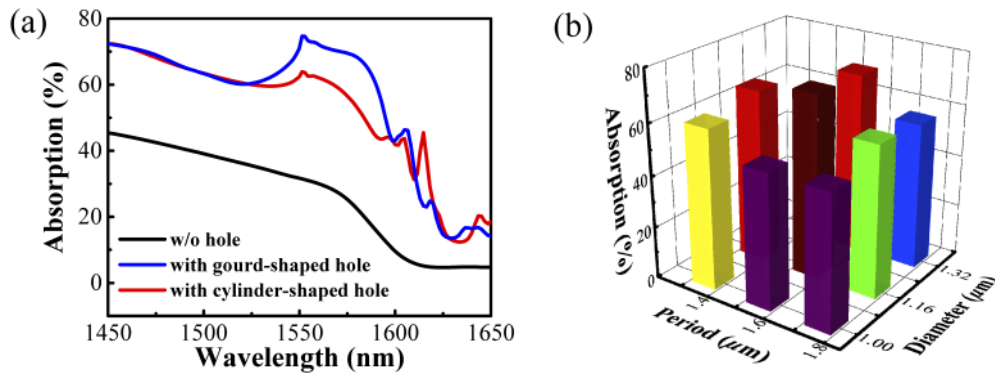 (a)
80
60
40
20
0
Absorption (%)
w/o hole
with gourd-shaped hole
with cylinder-shaped hole
1450 1500 1550 1600 1650
Wavelength (nm)
(b)
80
60
40
20
0
Absorption (%)
1.4
1.6
1.8
Period (μm)
1.00
1.16
1.32
Diameter (μm)